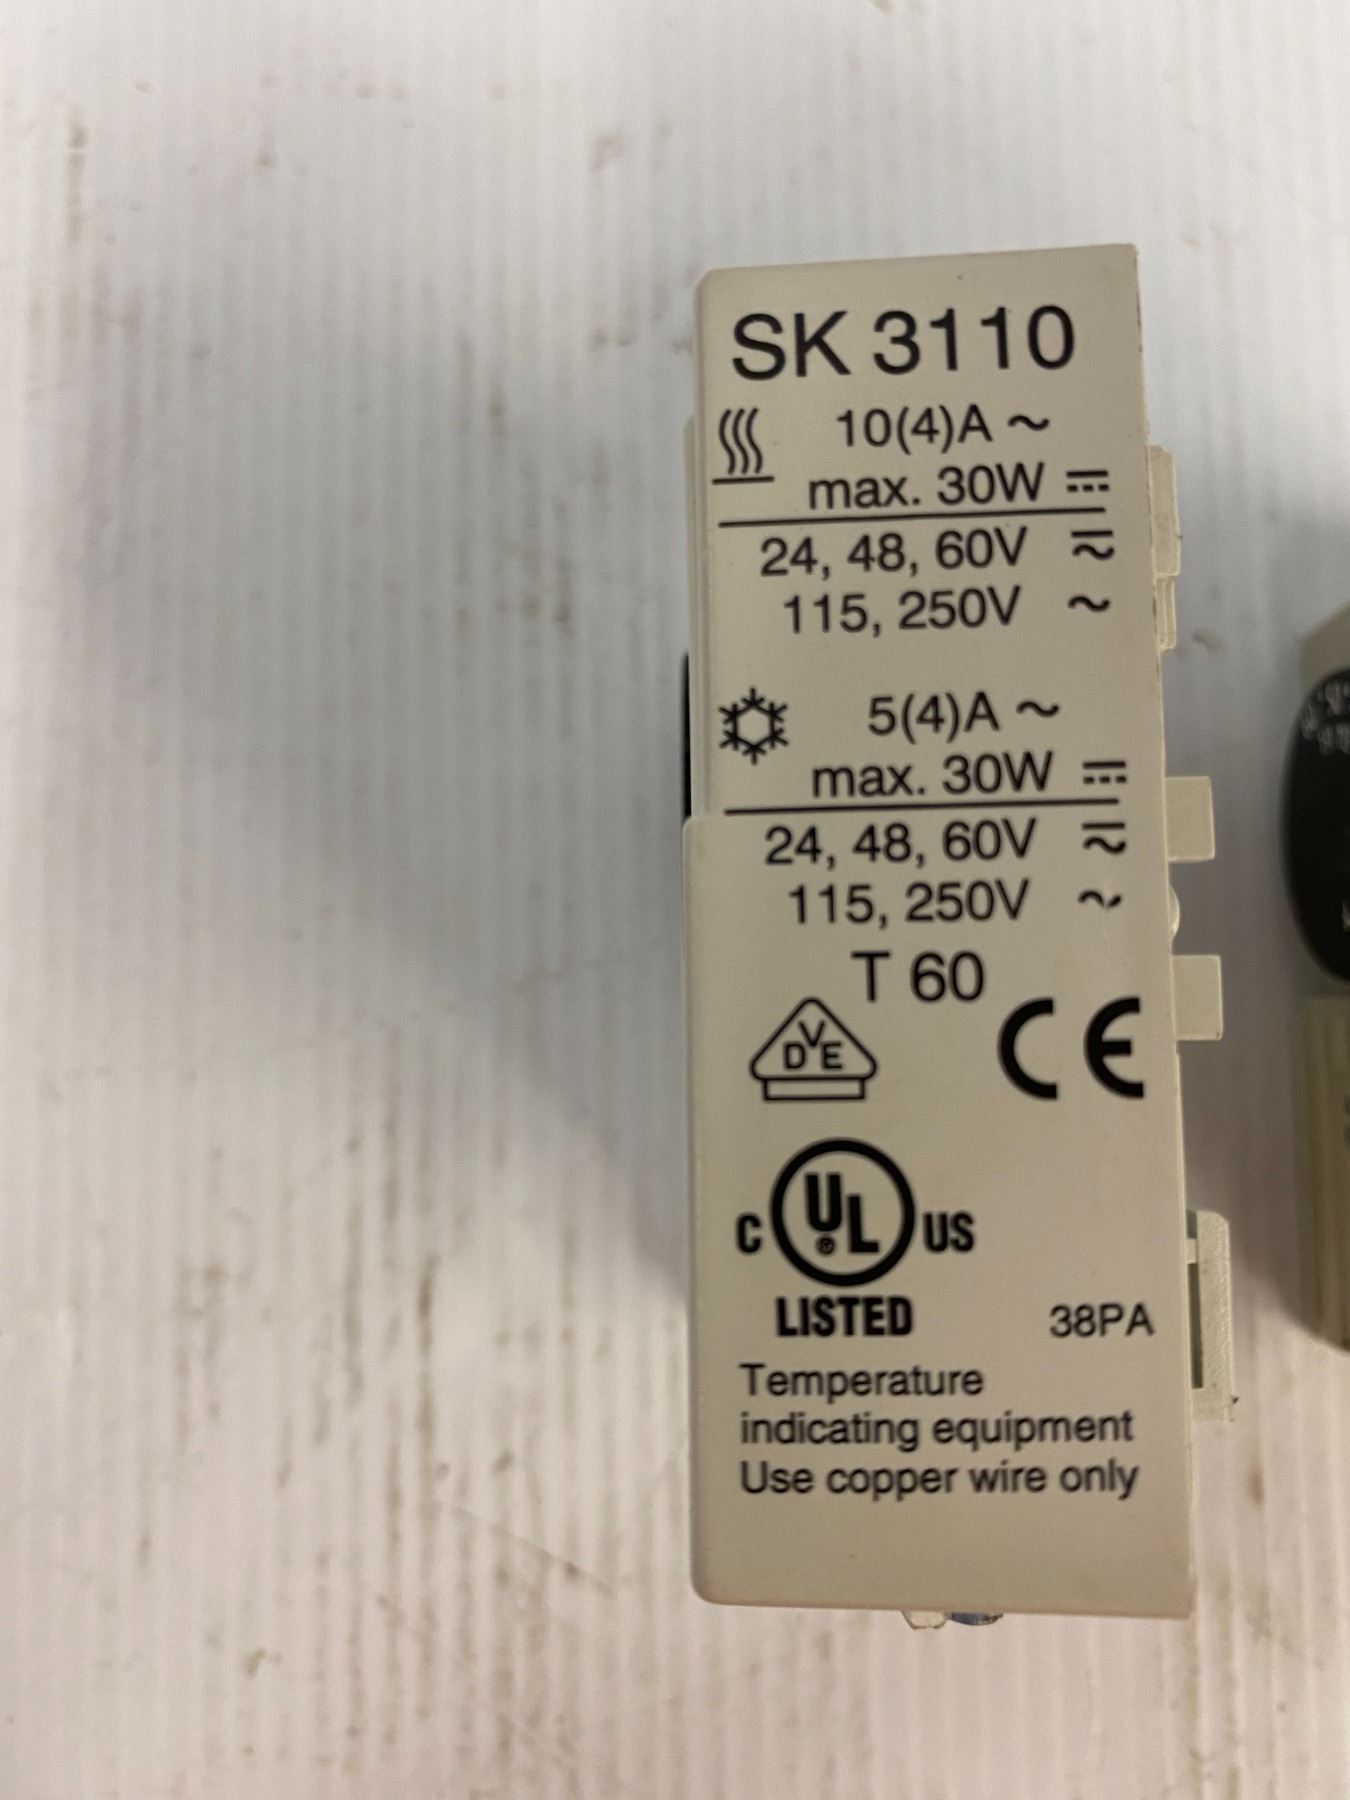 SK 3110
10(4)A ~
max. 30W ⎓
24, 48, 60V ⎓~
115, 250V ~
5(4)A ~
max. 30W ⎓
24, 48, 60V ⎓~
115, 250V ~
T 60
DVE CE
C UL® US
LISTED 38PA
Temperature
indicating equipment
Use copper wire only